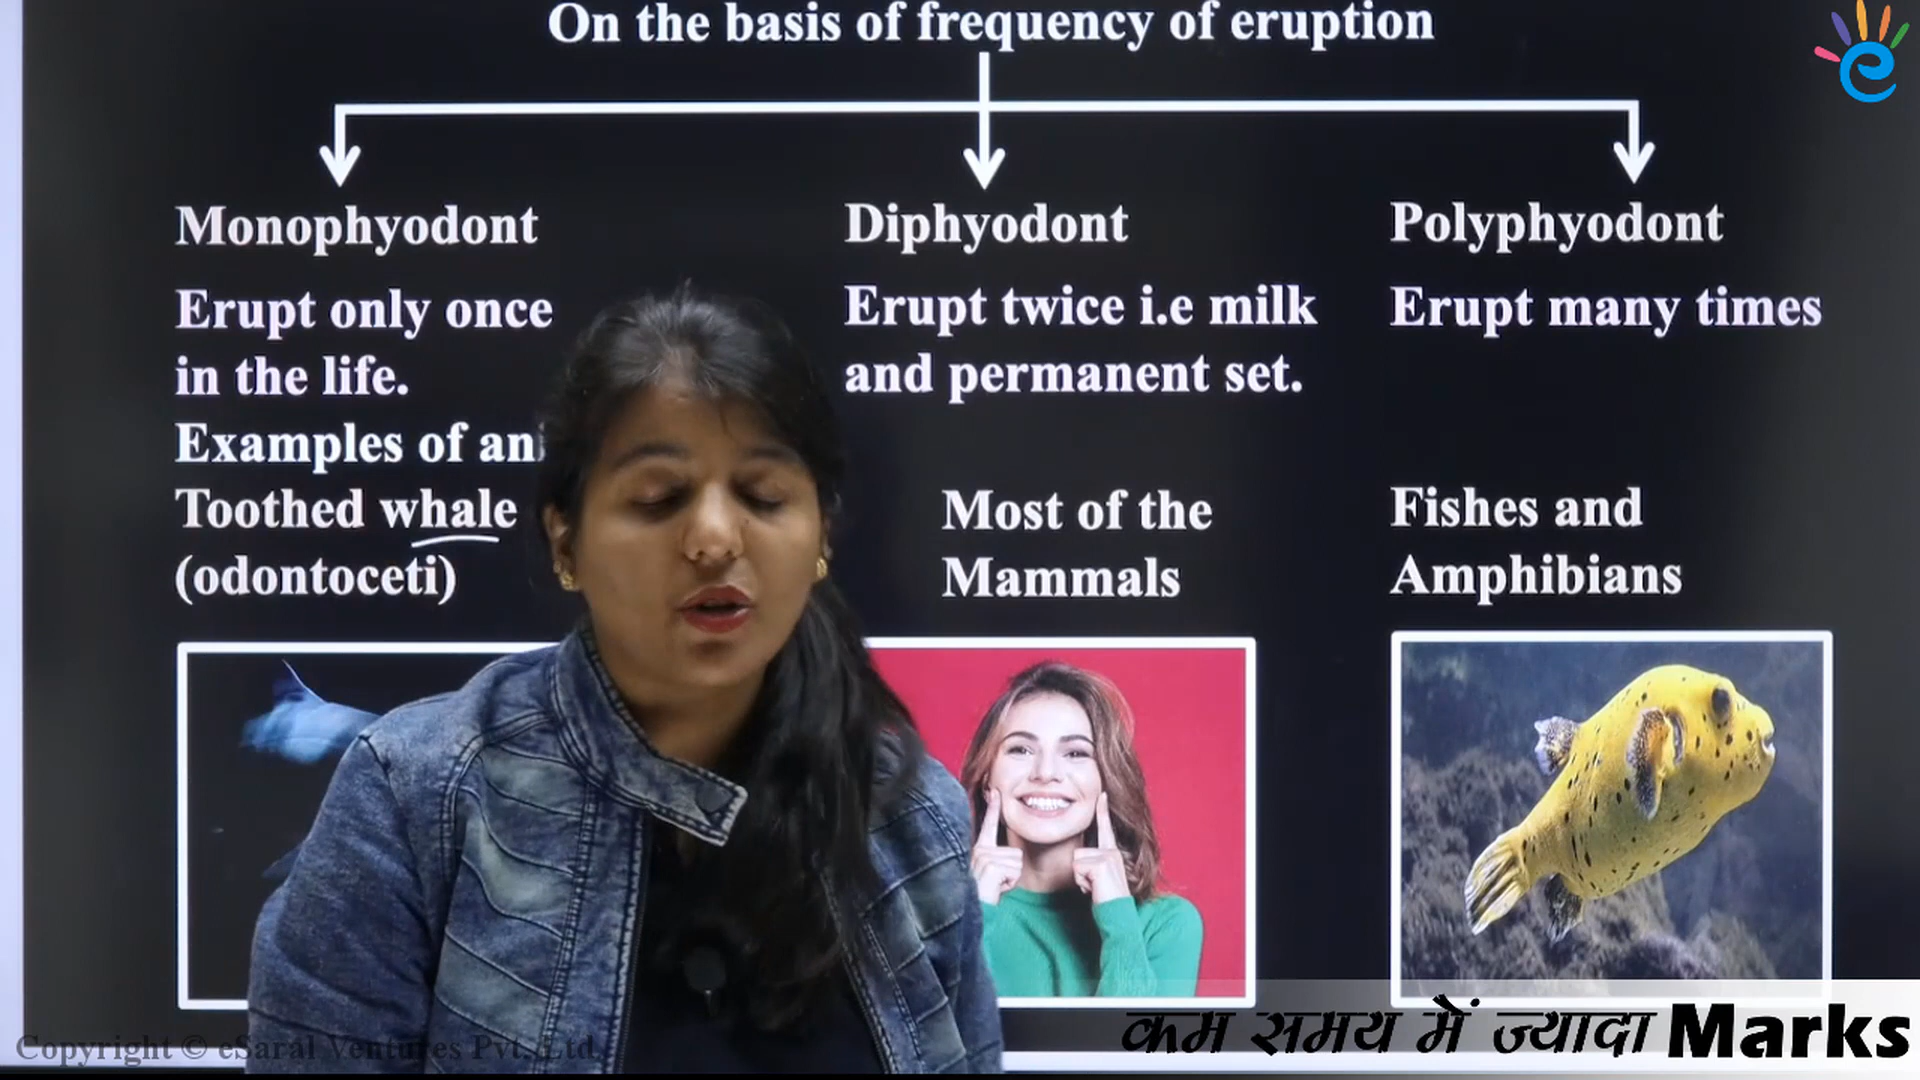 On the basis of frequency of eruption
Monophyodont
Erupt only once
in the life.
Examples of
Toothed whale
(odontoceti)
Diphyodont
Erupt twice i.e milk
and permanent set.
Most of the
Mammals
Polyphyodont
Erupt many times
Fishes and
Amphibians
Copyright © eSaral Ventures Pvt. Ltd.
कम समय में ज्यादा Marks